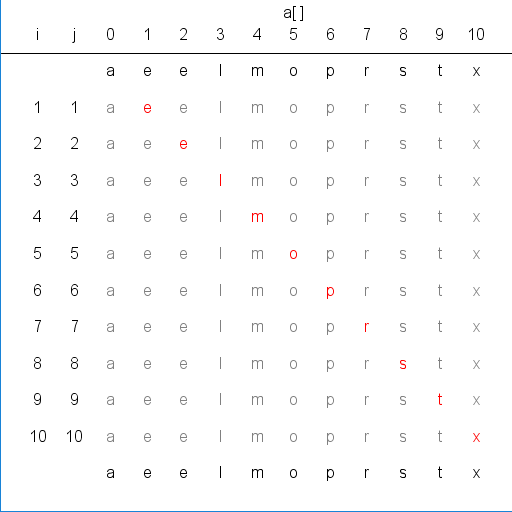 a[ ]
i j 0 1 2 3 4 5 6 7 8 9 10
a e e l m o p r s t x
1 1 a e e l m o p r s t x
2 2 a e e l m o p r s t x
3 3 a e e l m o p r s t x
4 4 a e e l m o p r s t x
5 5 a e e l m o p r s t x
6 6 a e e l m o p r s t x
7 7 a e e l m o p r s t x
8 8 a e e l m o p r s t x
9 9 a e e l m o p r s t x
10 10 a e e l m o p r s t x
a e e l m o p r s t x